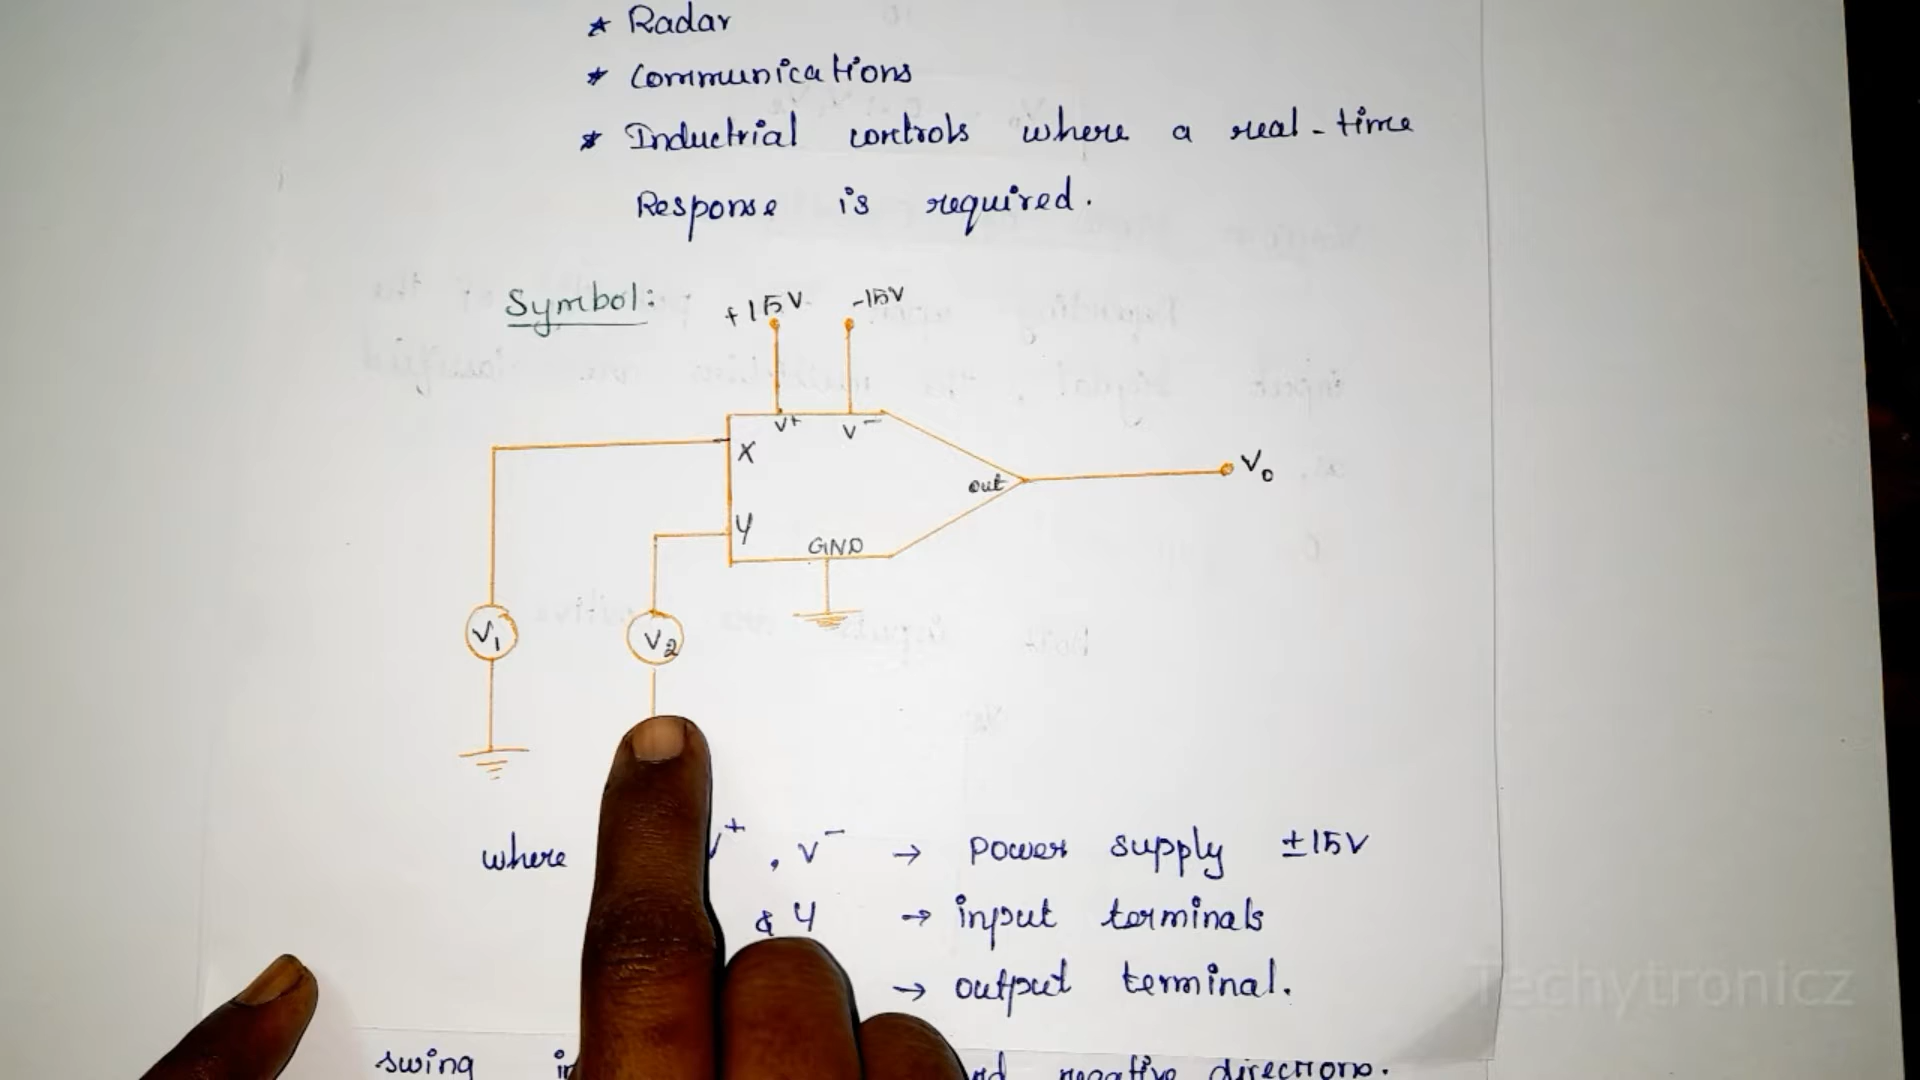 * Radar
* Communications
* Inductrial controls where a real-time
Response is required.
Symbol:
+15V -15V
V+ V-
X
out
V0
Y
GND
V1
V2
where V+ , V- → power supply ±15V
& Y → input terminals
→ output terminal.
Techytronicz
swing negative directions.